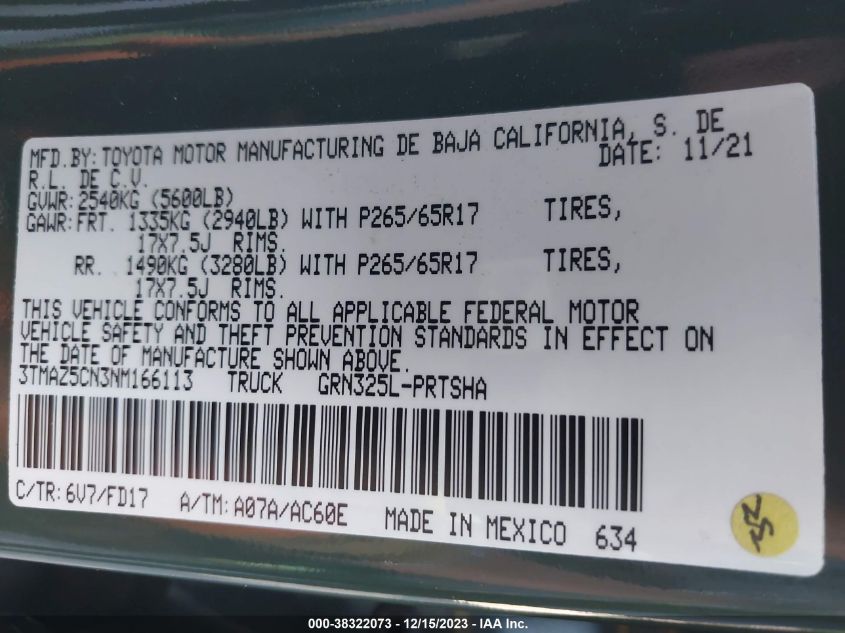 MFD.BY: TOYOTA MOTOR MANUFACTURING DE BAJA CALIFORNIA, S. DE
R.L. DE C.V. DATE: 11/21
GVWR: 2540KG (5600LB)
GAWR: FRT. 1335KG (2940LB) WITH P265/65R17 TIRES,
17X7.5J RIMS.
RR. 1490KG (3280LB) WITH P265/65R17 TIRES,
17X7.5J RIMS.
THIS VEHICLE CONFORMS TO ALL APPLICABLE FEDERAL MOTOR
VEHICLE SAFETY AND THEFT PREVENTION STANDARDS IN EFFECT ON
THE DATE OF MANUFACTURE SHOWN ABOVE.
3TMAZ5CN3NM166113 TRUCK GRN325L-PRTSHA
C/TR: 6V7/FD17 A/TM: A07A/AC60E MADE IN MEXICO 634
000-38322073 - 12/15/2023 - IAA Inc.